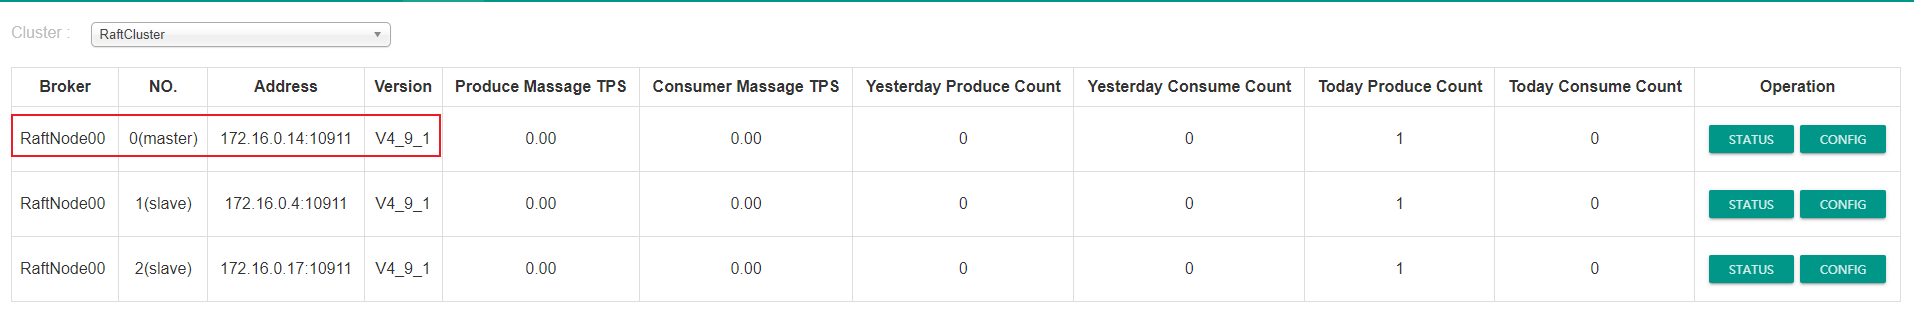 Cluster : RaftCluster
Broker NO. Address Version Produce Massage TPS Consumer Massage TPS Yesterday Produce Count Yesterday Consume Count Today Produce Count Today Consume Count Operation
RaftNode00 0(master) 172.16.0.14:10911 V4_9_1 0.00 0.00 0 0 1 0 STATUS CONFIG
RaftNode00 1(slave) 172.16.0.4:10911 V4_9_1 0.00 0.00 0 0 1 0 STATUS CONFIG
RaftNode00 2(slave) 172.16.0.17:10911 V4_9_1 0.00 0.00 0 0 1 0 STATUS CONFIG